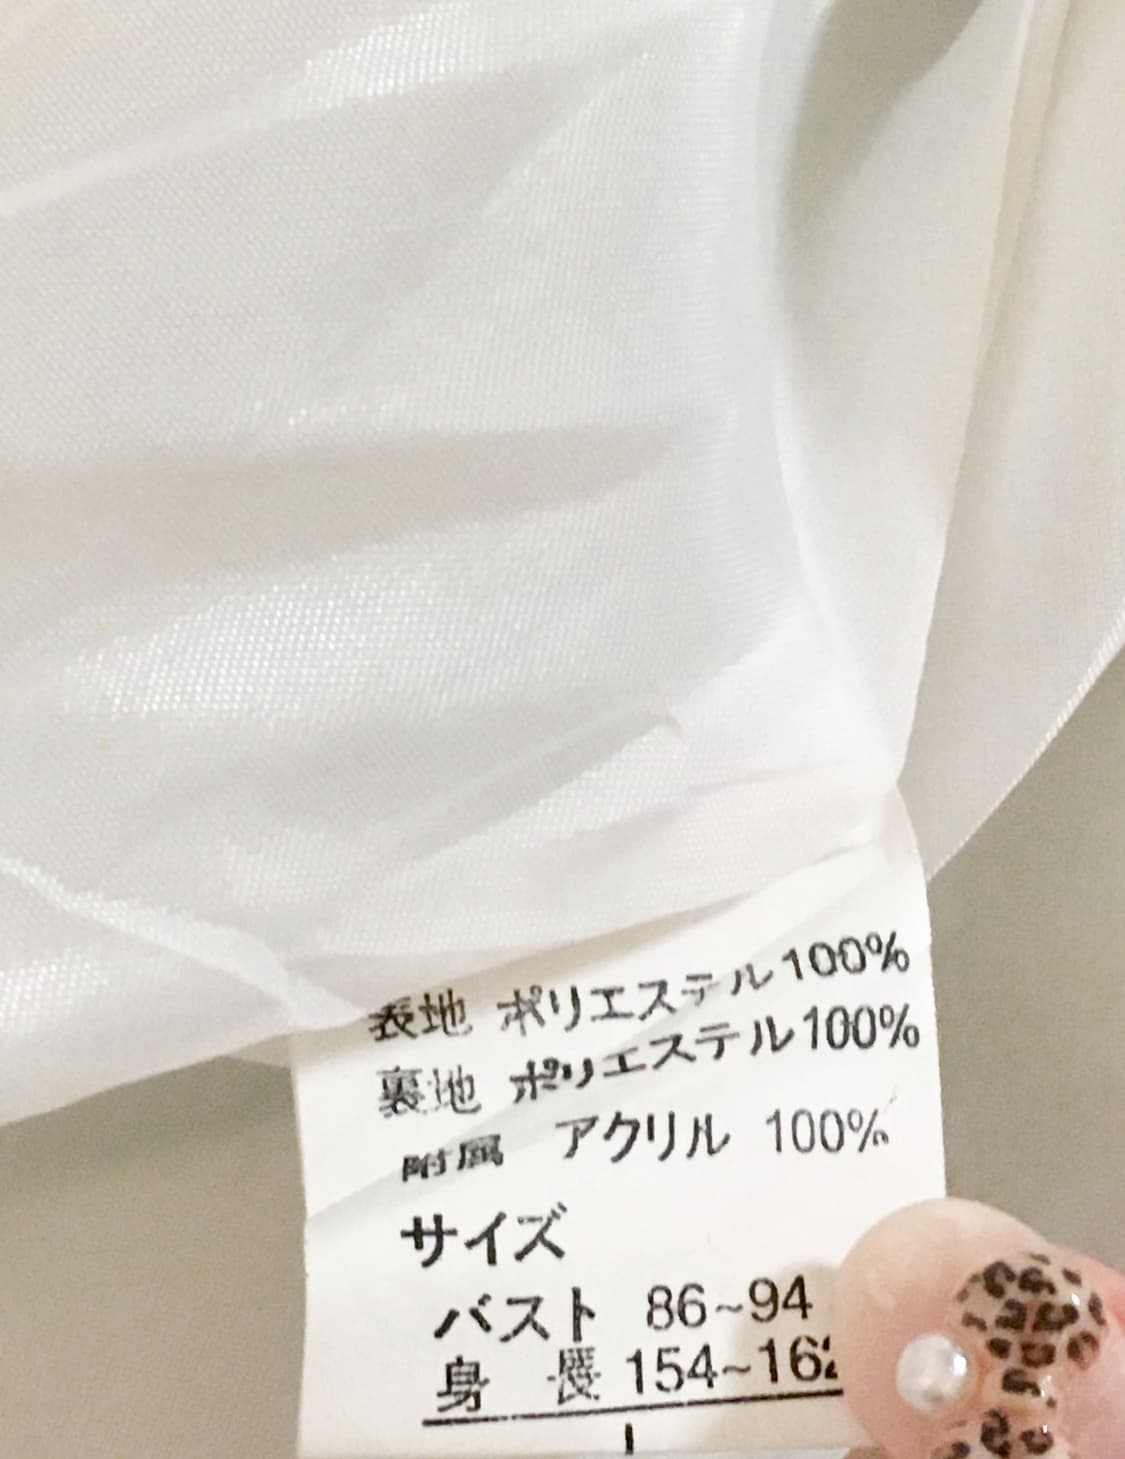 表地 ポリエステル100%
裏地 ポリエステル100%
附属 アクリル 100%
サイズ
バスト 86~94
身 長 154~162